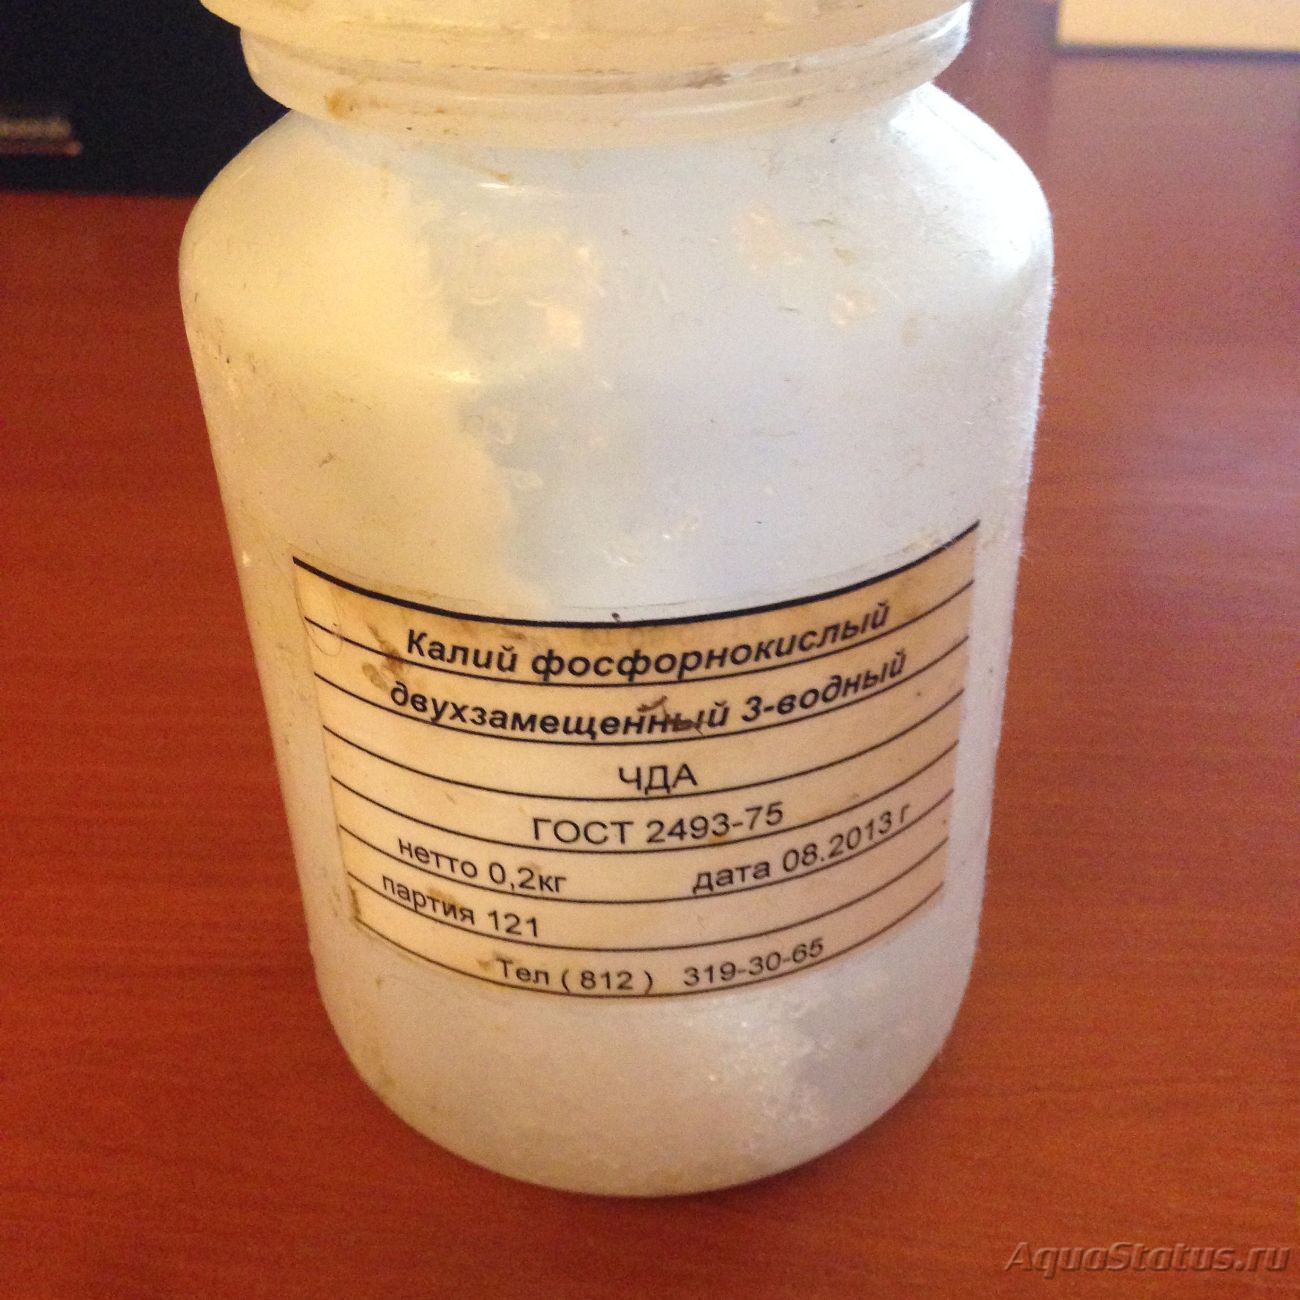 Калий фосфорнокислый
двухзамещенный 3-водный
ЧДА
ГОСТ 2493-75
нетто 0,2кг дата 08.2013 г
партия 121
Тел ( 812 ) 319-30-65
AquaStatus.ru